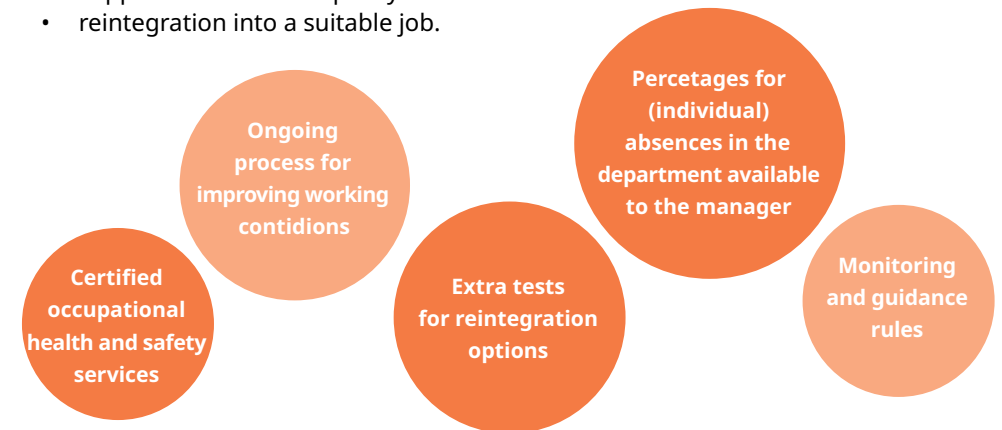 • reintegration into a suitable job.
Ongoing
process for
improving working
contidions
Percetages for
(individual)
absences in the
department available
to the manager
Certified
occupational
health and safety
services
Extra tests
for reintegration
options
Monitoring
and guidance
rules